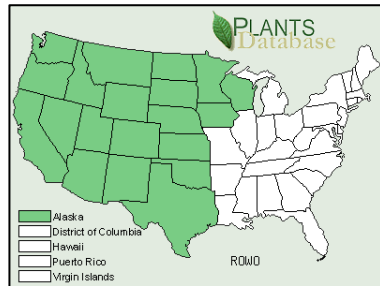 PLANTS
Database
Alaska
District of Columbia
Hawaii
Puerto Rico
Virgin Islands
ROWO